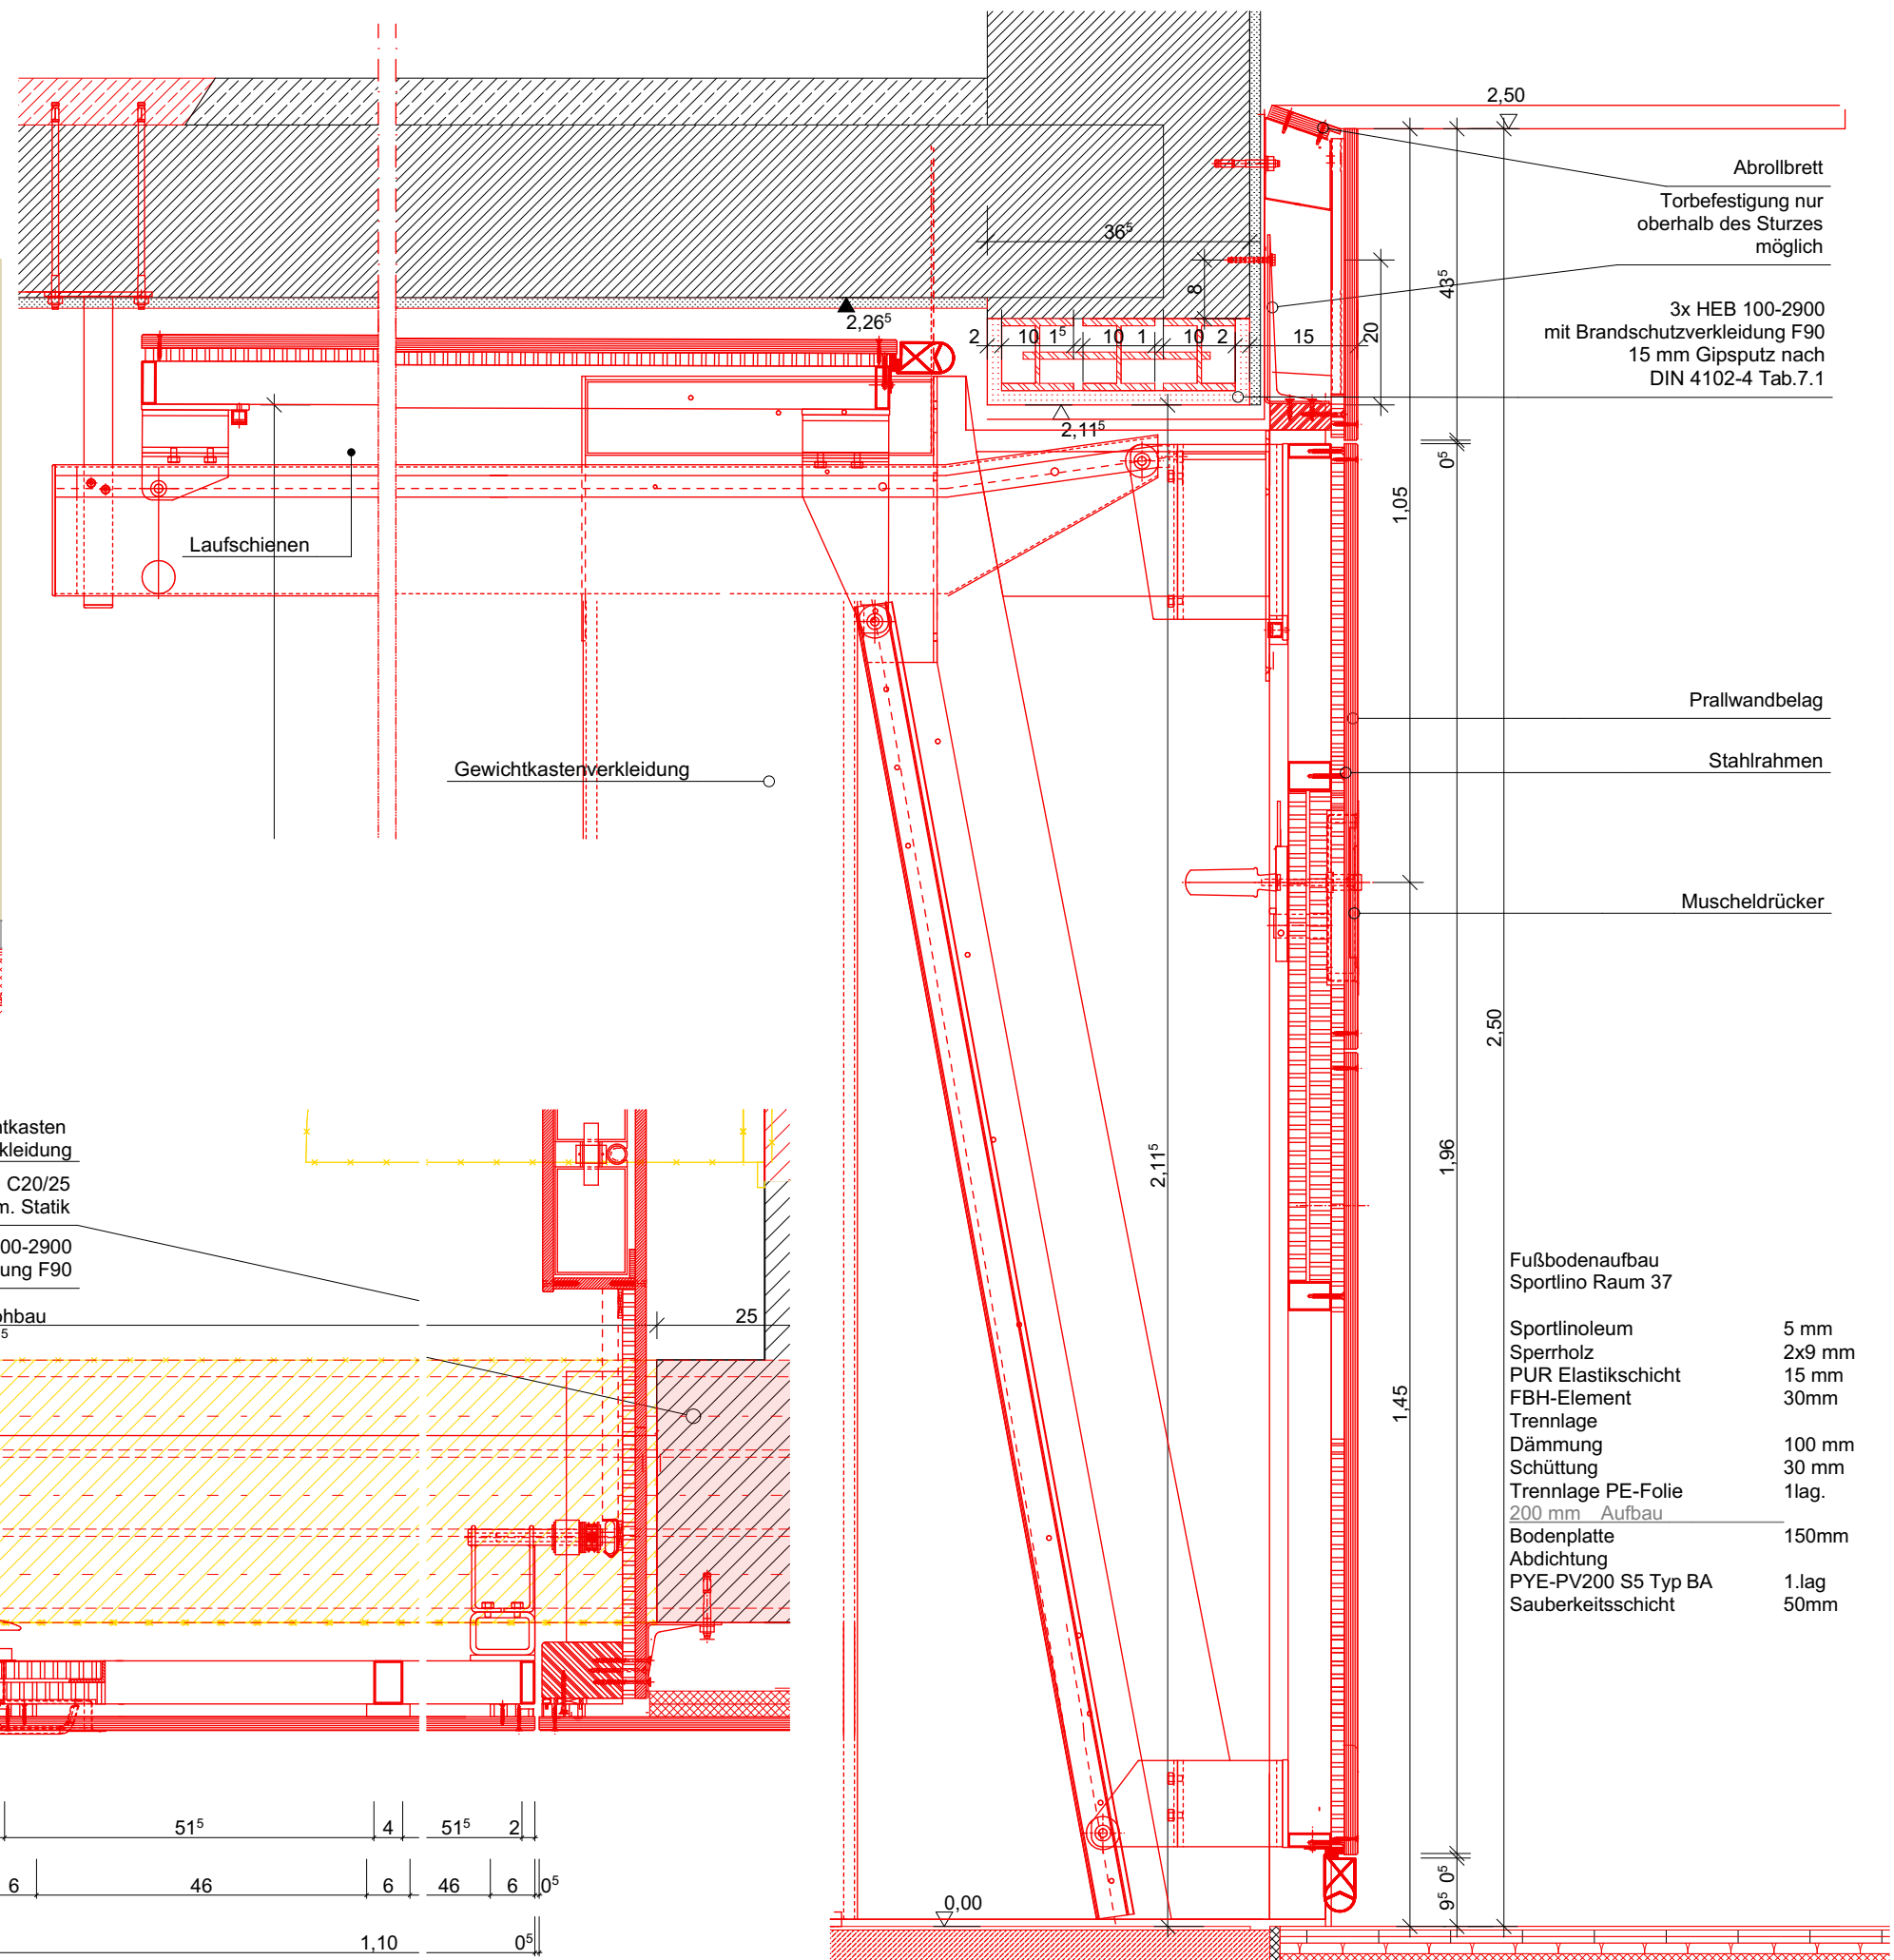 2,50
Abrollbrett
Torbefestigung nur
oberhalb des Sturzes
möglich
36⁵
8
43⁵
20
3x HEB 100-2900
mit Brandschutzverkleidung F90
15 mm Gipsputz nach
DIN 4102-4 Tab.7.1
2,26⁵
2 10 1⁵ 10 1 10 2 15
2,11⁵
0⁵
1,05
Laufschienen
Prallwandbelag
Stahlrahmen
Gewichtkastenverkleidung
Muscheldrücker
2,50
1,96
2,11⁵
1,45
htkasten
kleidung
C20/25
m. Statik
00-2900
ung F90
ohbau
5
25
Fußbodenaufbau
Sportlino Raum 37
Sportlinoleum 5 mm
Sperrholz 2x9 mm
PUR Elastikschicht 15 mm
FBH-Element 30mm
Trennlage
Dämmung 100 mm
Schüttung 30 mm
Trennlage PE-Folie 1lag.
200 mm Aufbau
Bodenplatte 150mm
Abdichtung
PYE-PV200 S5 Typ BA 1.lag
Sauberkeitsschicht 50mm
51⁵ 4 51⁵ 2
6 46 6 46 6 0⁵
1,10 0⁵
0,00
9⁵ 0⁵